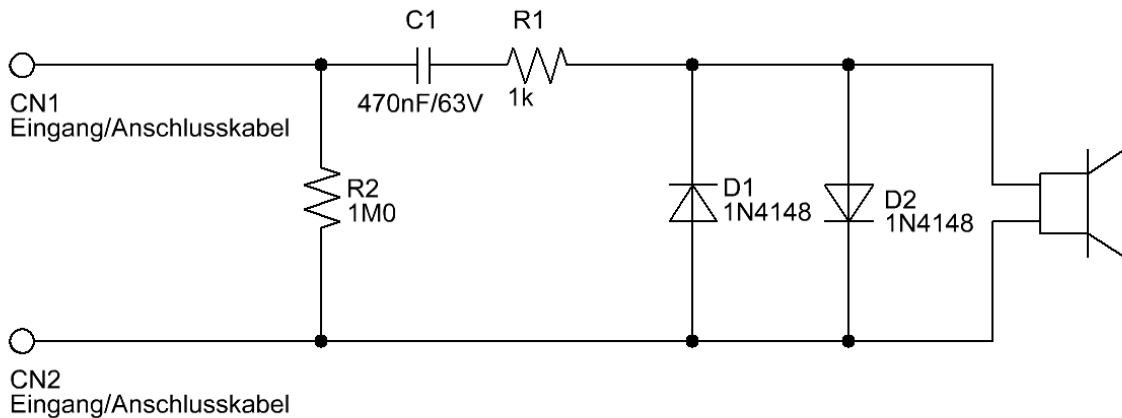 C1
R1
470nF/63V
1k
CN1
Eingang/Anschlusskabel
R2
1M0
D1
1N4148
D2
1N4148
CN2
Eingang/Anschlusskabel